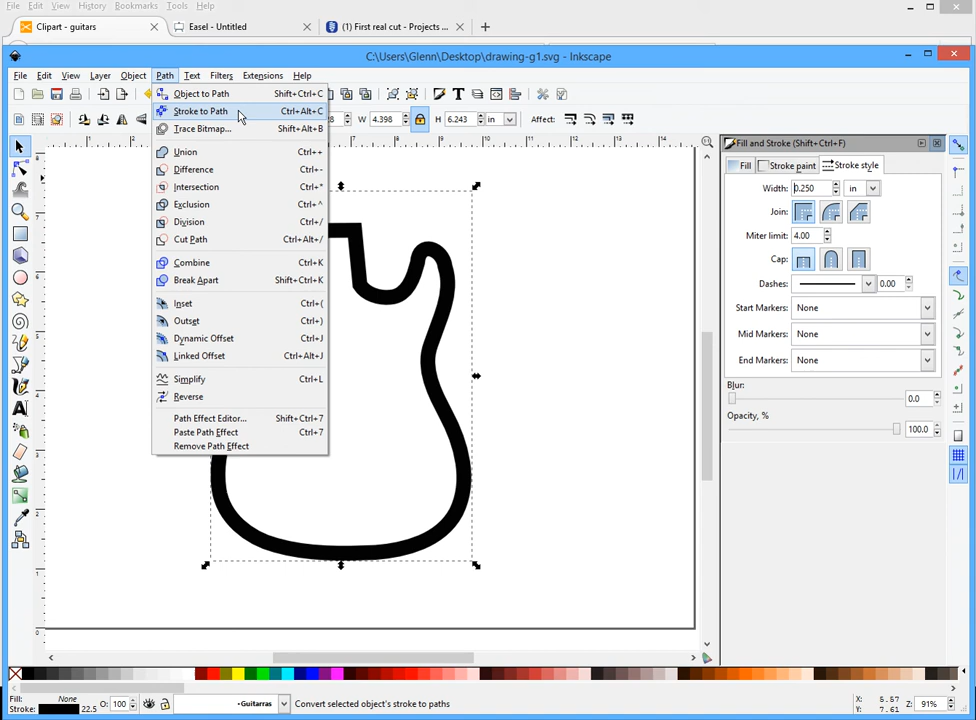 File Edit View History Bookmarks Tools Help
Clipart - guitars
Easel - Untitled
(1) First real cut - Projects ...
C:\Users\Glenn\Desktop\drawing-g1.svg - Inkscape
File Edit View Layer Object Path Text Filters Extensions Help
W 4.398 H 6.243 in Affect:
Object to Path Shift+Ctrl+C
Stroke to Path Ctrl+Alt+C
Trace Bitmap... Shift+Alt+B
Union Ctrl++
Difference Ctrl+-
Intersection Ctrl+*
Exclusion Ctrl+^
Division Ctrl+/
Cut Path Ctrl+Alt+/
Combine Ctrl+K
Break Apart Shift+Ctrl+K
Inset Ctrl+(
Outset Ctrl+)
Dynamic Offset Ctrl+J
Linked Offset Ctrl+Alt+J
Simplify Ctrl+L
Reverse
Path Effect Editor... Shift+Ctrl+7
Paste Path Effect Ctrl+7
Remove Path Effect
Fill and Stroke (Shift+Ctrl+F)
Fill Stroke paint Stroke style
Width: 0.250 in
Join:
Miter limit: 4.00
Cap:
Dashes: 0.00
Start Markers: None
Mid Markers: None
End Markers: None
Blur:
0.0
Opacity, %
100.0
Fill: None
Stroke: 22.5
O: 100
•Guitarras
Convert selected object's stroke to paths
X: 5.57
Y: 7.61
Z: 91%